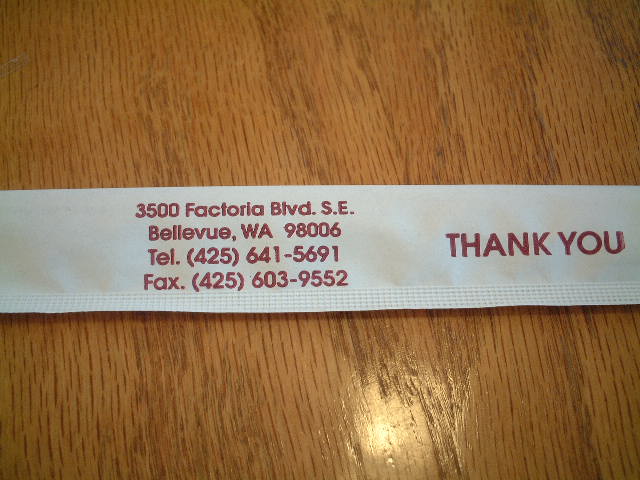 3500 Factoria Blvd. S.E.
Bellevue, WA 98006
Tel. (425) 641-5691
Fax. (425) 603-9552
THANK YOU